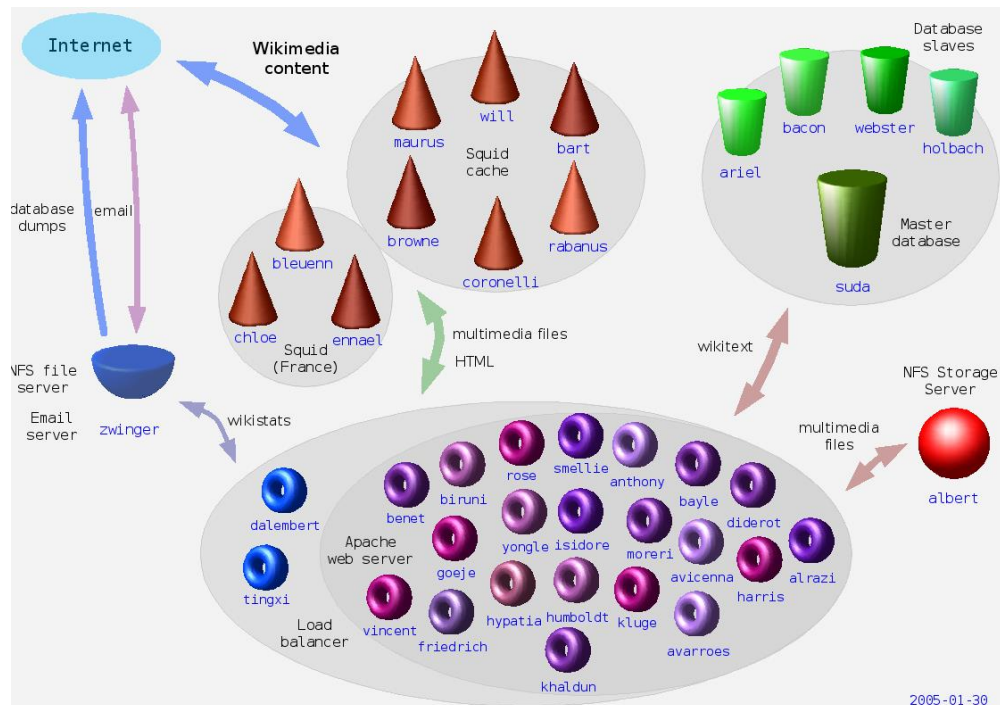 Internet
Wikimedia
content
Database
slaves
maurus
will
bart
ariel
bacon
webster
holbach
Squid
cache
database
dumps
email
browne
coronelli
rabanus
Master
database
suda
bleuenn
chloe
ennael
Squid
(France)
multimedia files
HTML
wikitext
NFS file
server
Email
server
zwinger
wikistats
NFS Storage
Server
multimedia
files
albert
dalembert
tingxi
Load
balancer
Apache
web server
benet
biruni
rose
smellie
anthony
bayle
diderot
goeje
yongle
isidore
moreri
avicenna
harris
alrazi
vincent
friedrich
hypatia
humboldt
kluge
avarroes
khaldun
2005-01-30